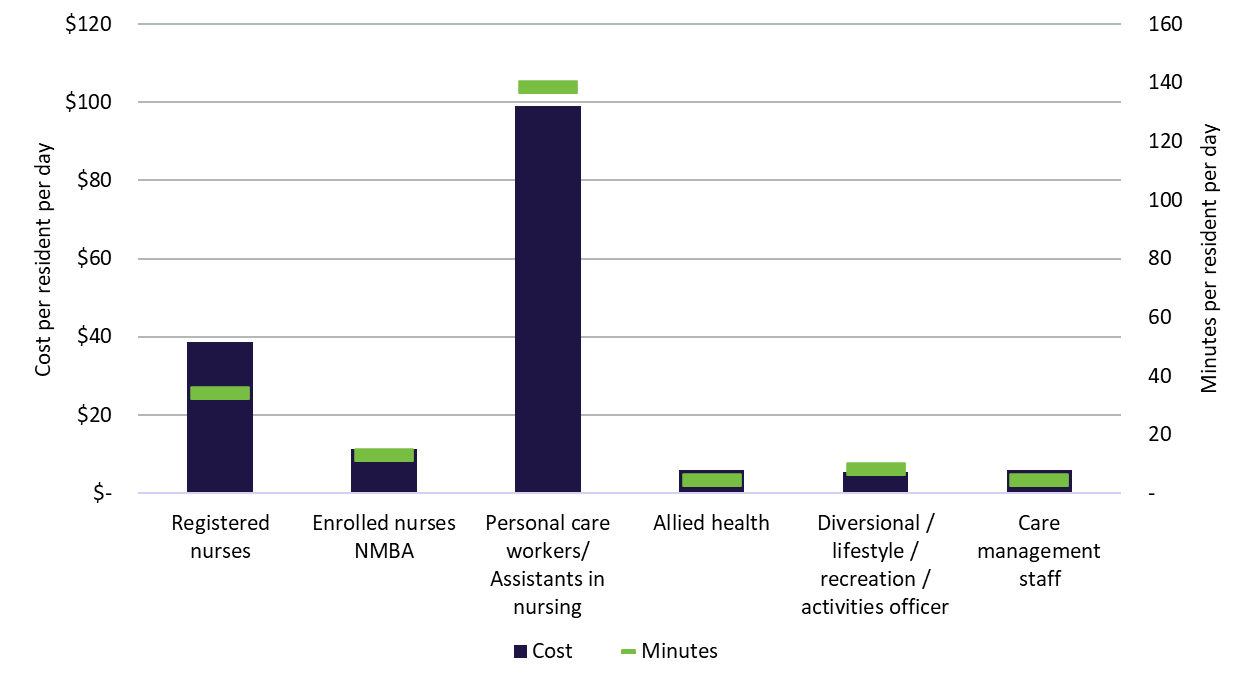 $120
$100
$80
$60
$40
$20
$-
Cost per resident per day
160
140
120
100
80
60
40
20
-
Minutes per resident per day
Registered
nurses
Enrolled nurses
NMBA
Personal care
workers/
Assistants in
nursing
Allied health
Diversional /
lifestyle /
recreation /
activities officer
Care
management
staff
Cost
Minutes